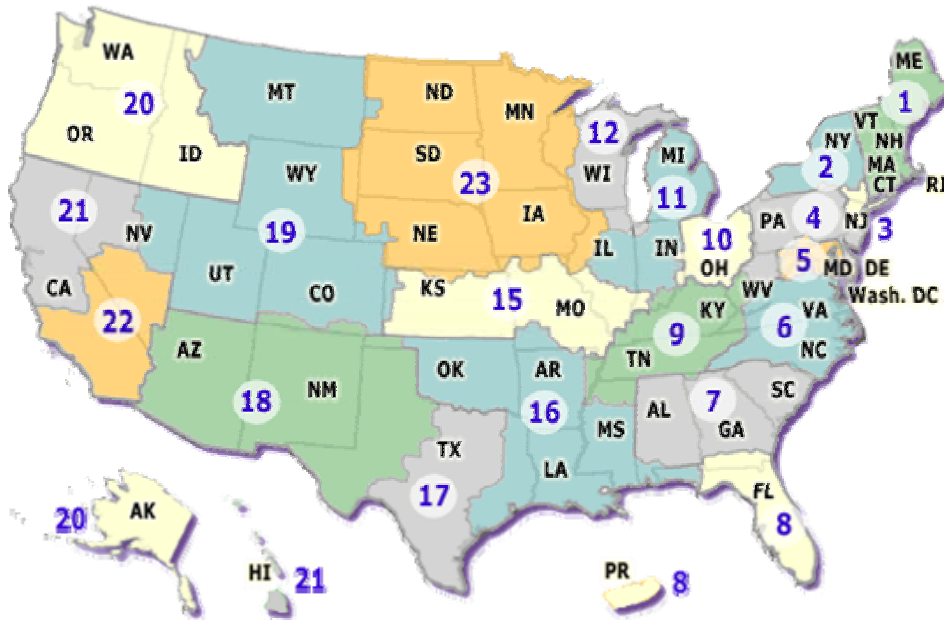 WA
ME
MT
ND
1
MN
20
VT
OR
12
NY
NH
ID
SD
MI
MA
WY
WI
2
CT
RI
23
21
11
IA
PA
4
NJ
NV
19
NE
10
3
IL
IN
5
UT
OH
MD
DE
CA
KS
WV
Wash. DC
CO
15
22
MO
KY
VA
9
6
AZ
TN
NC
OK
AR
NM
SC
18
7
16
AL
MS
GA
TX
LA
17
FL
AK
20
8
HI
21
PR
8